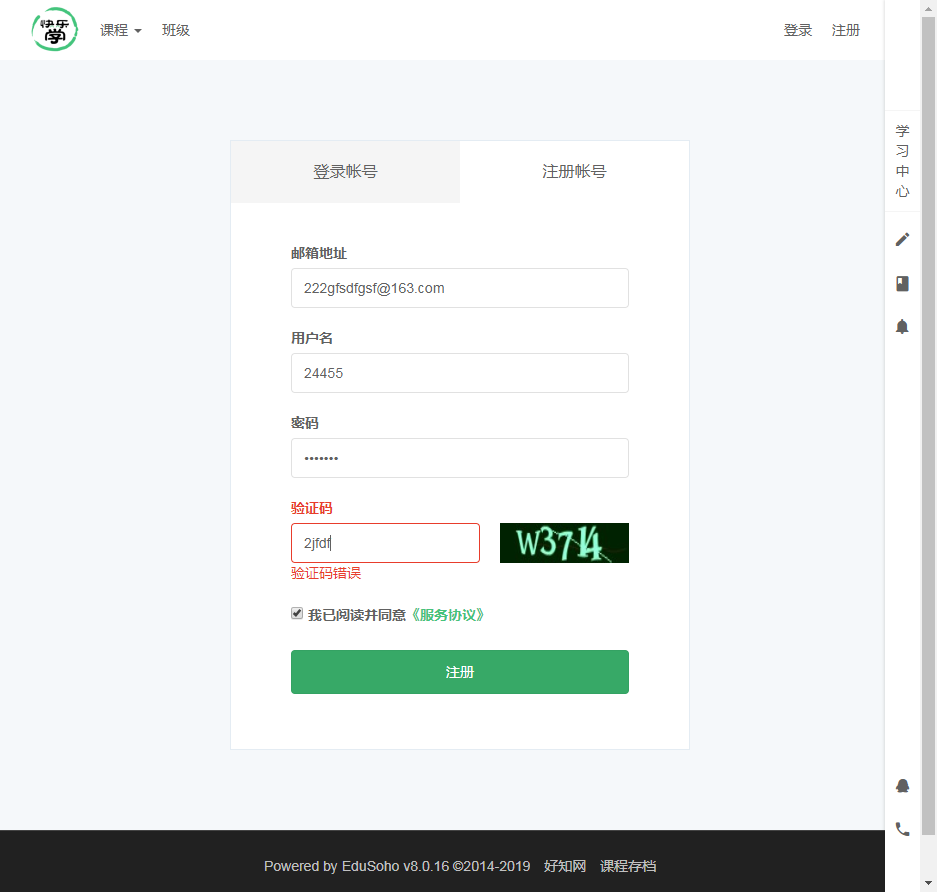 快乐
学
课程
班级
登录
注册
学
习
中
心
登录帐号
注册帐号
邮箱地址
222gfsdfgsf@163.com
用户名
24455
密码
•••••••
验证码
2jfdf
W3714
验证码错误
我已阅读并同意《服务协议》
注册
Powered by EduSoho v8.0.16 ©2014-2019 好知网 课程存档